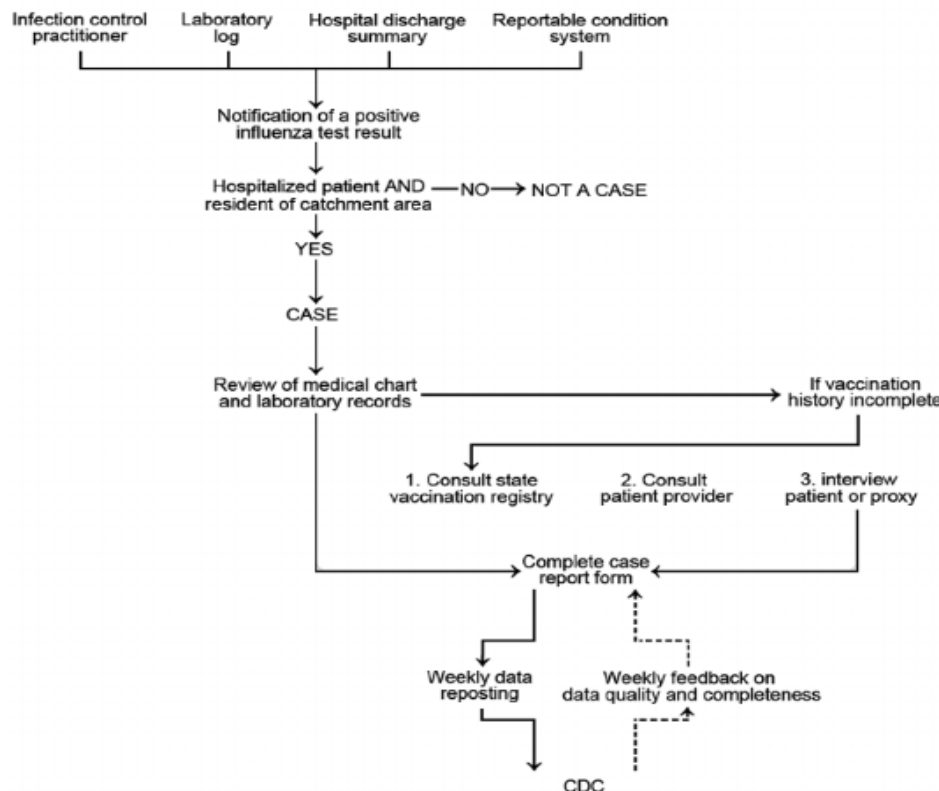 Infection control
practitioner
Laboratory
log
Hospital discharge
summary
Reportable condition
system
Notification of a positive
influenza test result
Hospitalized patient AND
resident of catchment area
NO
NOT A CASE
YES
CASE
Review of medical chart
and laboratory records
If vaccination
history incomplete
1. Consult state
vaccination registry
2. Consult
patient provider
3. interview
patient or proxy
Complete case
report form
Weekly data
reposting
Weekly feedback on
data quality and completeness
CDC